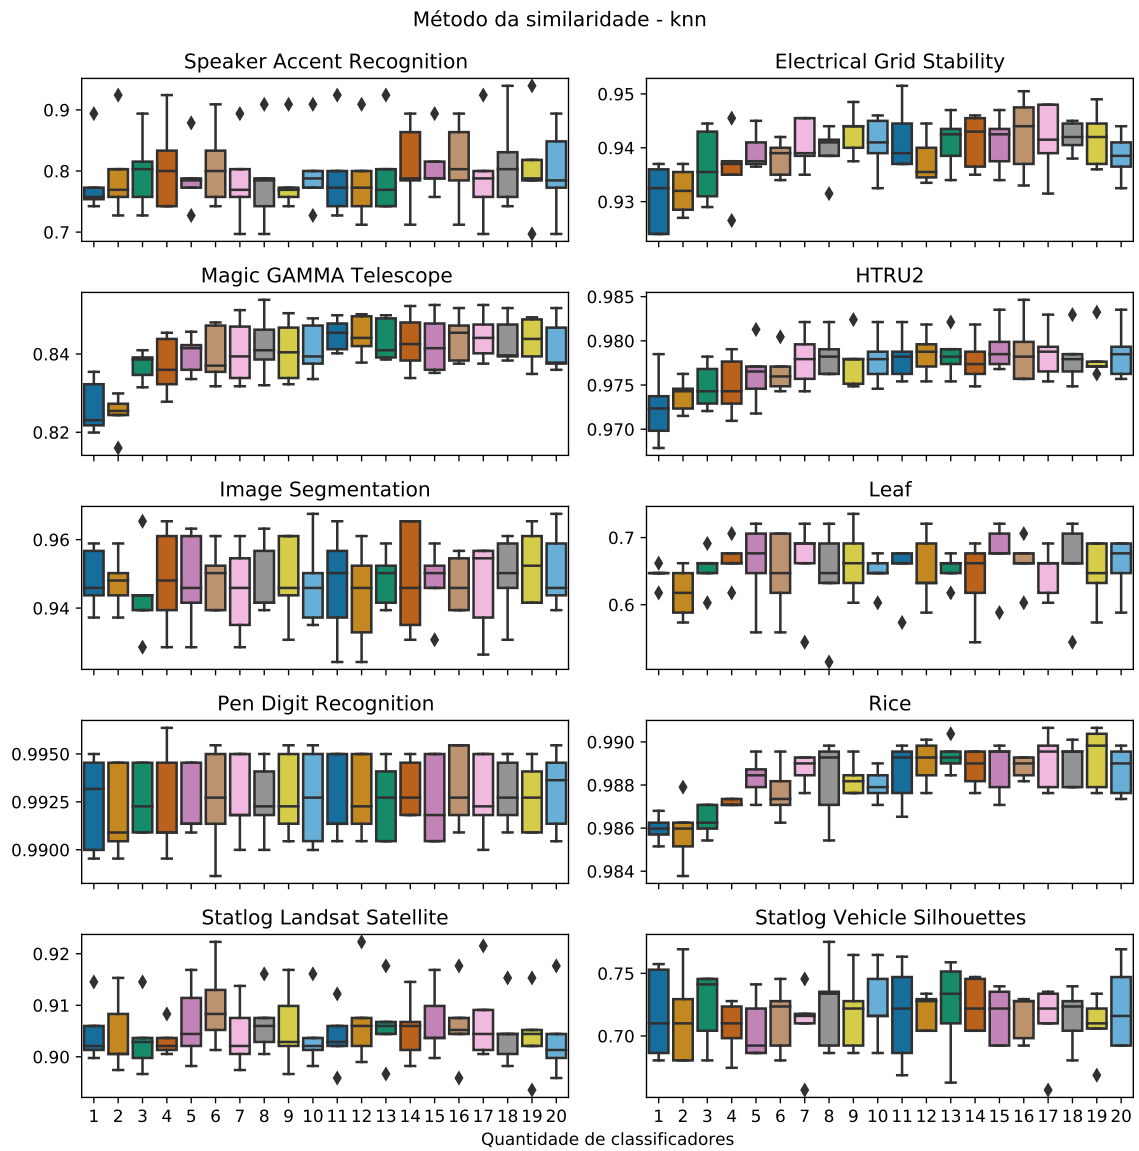 Método da similaridade - knn
Speaker Accent Recognition
0.9
0.8
0.7
Electrical Grid Stability
0.95
0.94
0.93
Magic GAMMA Telescope
0.84
0.82
HTRU2
0.985
0.980
0.975
0.970
Image Segmentation
0.96
0.94
Leaf
0.7
0.6
Pen Digit Recognition
0.9950
0.9925
0.9900
Rice
0.990
0.988
0.986
0.984
Statlog Landsat Satellite
0.92
0.91
0.90
1 2 3 4 5 6 7 8 9 10 11 12 13 14 15 16 17 18 19 20
Statlog Vehicle Silhouettes
0.75
0.70
1 2 3 4 5 6 7 8 9 10 11 12 13 14 15 16 17 18 19 20
Quantidade de classificadores